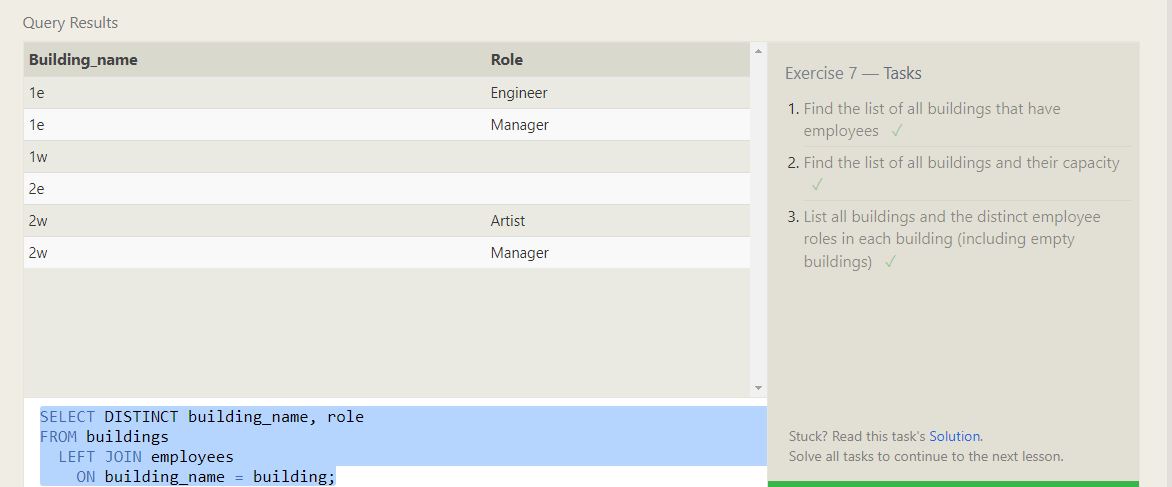 Query Results
Building_name Role
1e Engineer
1e Manager
1w
2e
2w Artist
2w Manager
SELECT DISTINCT building_name, role
FROM buildings
LEFT JOIN employees
ON building_name = building;
Exercise 7 — Tasks
1. Find the list of all buildings that have
employees ✓
2. Find the list of all buildings and their capacity
✓
3. List all buildings and the distinct employee
roles in each building (including empty
buildings) ✓
Stuck? Read this task's Solution.
Solve all tasks to continue to the next lesson.